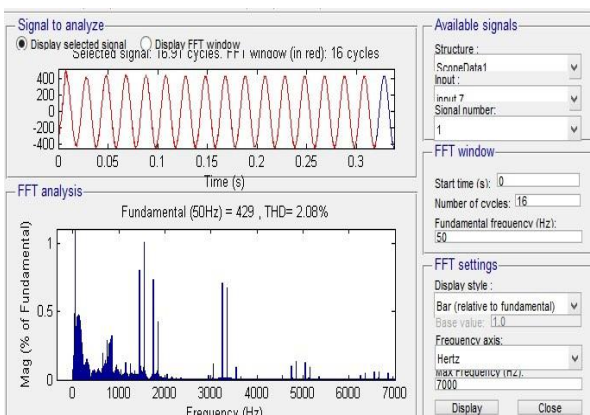 Signal to analyze
Display selected signal Display FFT window
Selected signal: 16.91 cycles. FFT window (in red): 16 cycles
400
200
0
-200
-400
0 0.05 0.1 0.15 0.2 0.25 0.3
Time (s)
FFT analysis
Fundamental (50Hz) = 429 , THD= 2.08%
Mag (% of Fundamental)
1
0.5
0
0 1000 2000 3000 4000 5000 6000 7000
Frequency (Hz)
Available signals
Structure :
ScopeData1
Input :
input 7
Signal number:
1
FFT window
Start time (s): 0
Number of cycles: 16
Fundamental frequency (Hz):
50
FFT settings
Display style :
Bar (relative to fundamental)
Base value: 1.0
Frequency axis:
Hertz
Max Frequency (Hz):
7000
Display Close